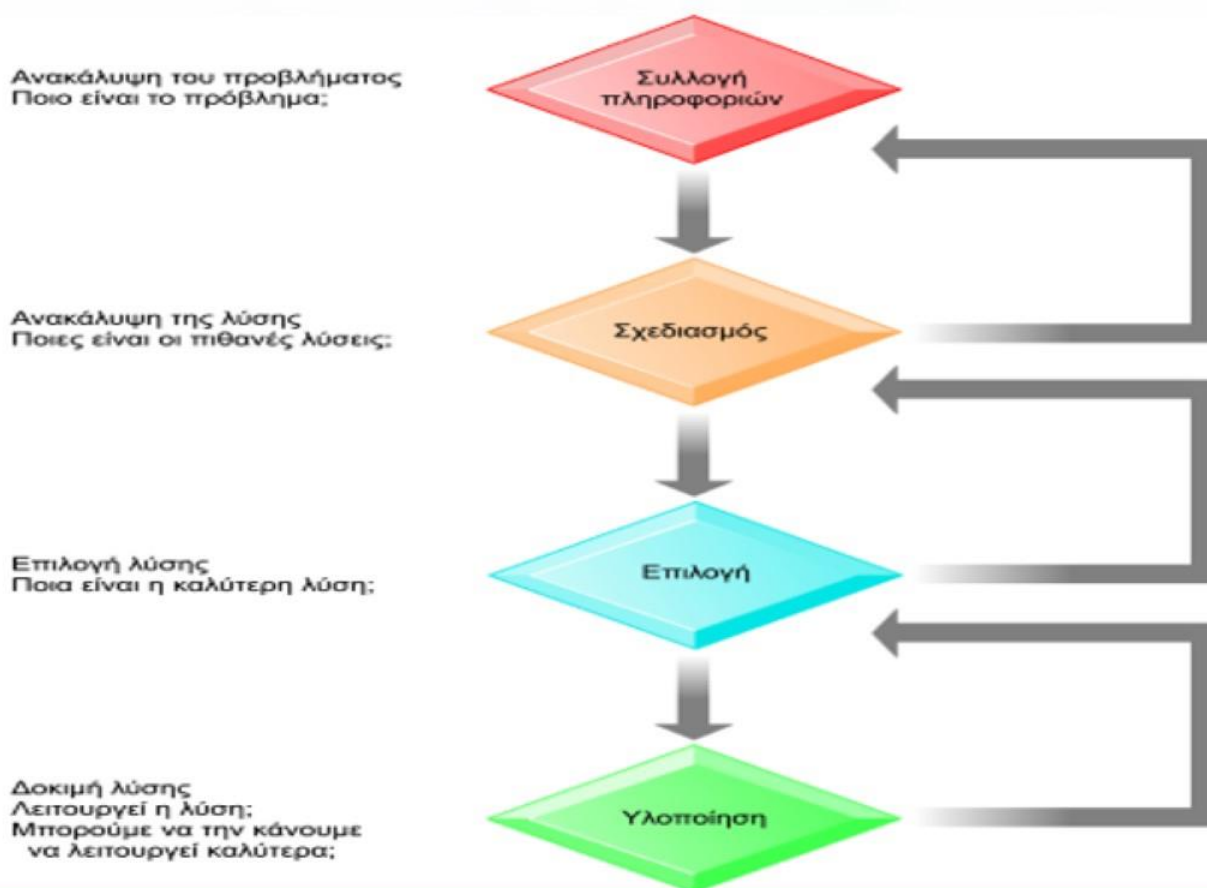 Ανακάλυψη του προβλήματος
Ποιο είναι το πρόβλημα;
Συλλογή
πληροφοριών
Ανακάλυψη της λύσης
Ποιες είναι οι πιθανές λύσεις;
Σχεδιασμός
Επιλογή λύσης
Ποια είναι η καλύτερη λύση;
Επιλογή
Δοκιμή λύσης
Λειτουργεί η λύση;
Μπορούμε να την κάνουμε
να λειτουργεί καλύτερα;
Υλοποίηση